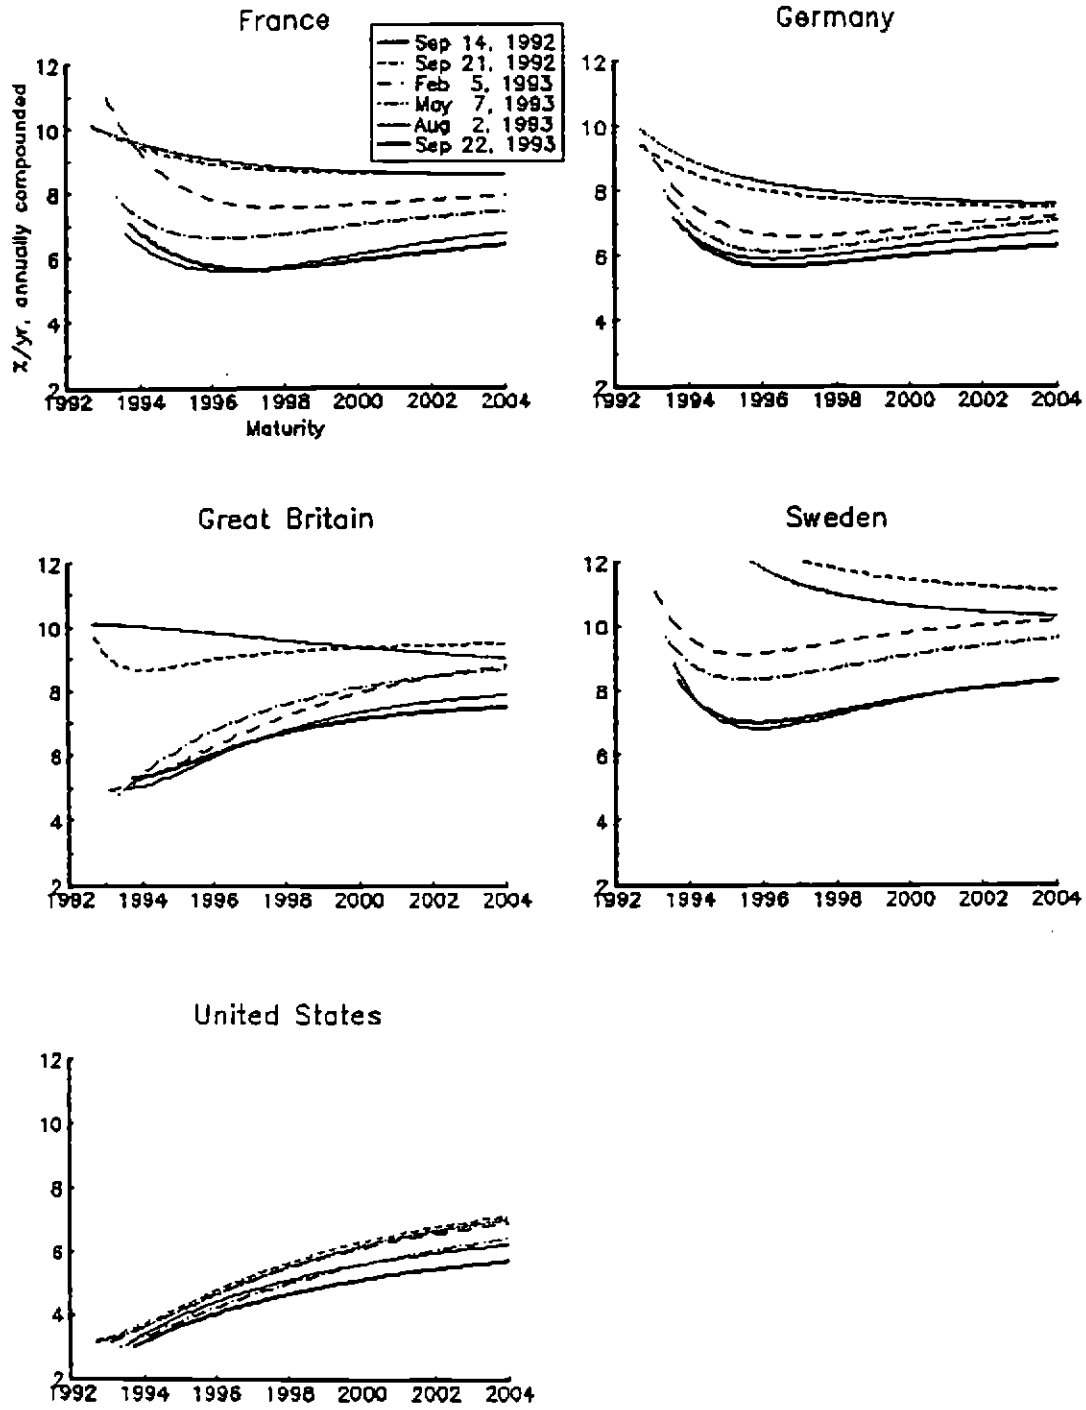 France
Sep 14, 1992
Sep 21, 1992
Feb 5, 1993
May 7, 1993
Aug 2, 1993
Sep 22, 1993
%/yr, annually compounded
12
10
8
6
4
2
1992 1994 1996 1998 2000 2002 2004
Maturity
Germany
12
10
8
6
4
2
1992 1994 1996 1998 2000 2002 2004
Great Britain
12
10
8
6
4
2
1992 1994 1996 1998 2000 2002 2004
Sweden
12
10
8
6
4
2
1992 1994 1996 1998 2000 2002 2004
United States
12
10
8
6
4
2
1992 1994 1996 1998 2000 2002 2004